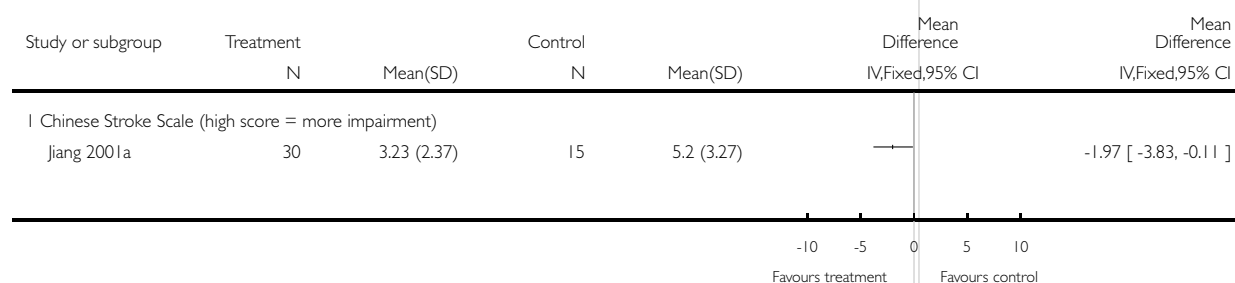 Study or subgroup Treatment Control Mean Difference Mean Difference
N Mean(SD) N Mean(SD) IV,Fixed,95% CI IV,Fixed,95% CI
1 Chinese Stroke Scale (high score = more impairment)
Jiang 2001a 30 3.23 (2.37) 15 5.2 (3.27) -1.97 [ -3.83, -0.11 ]
-10 -5 0 5 10
Favours treatment Favours control